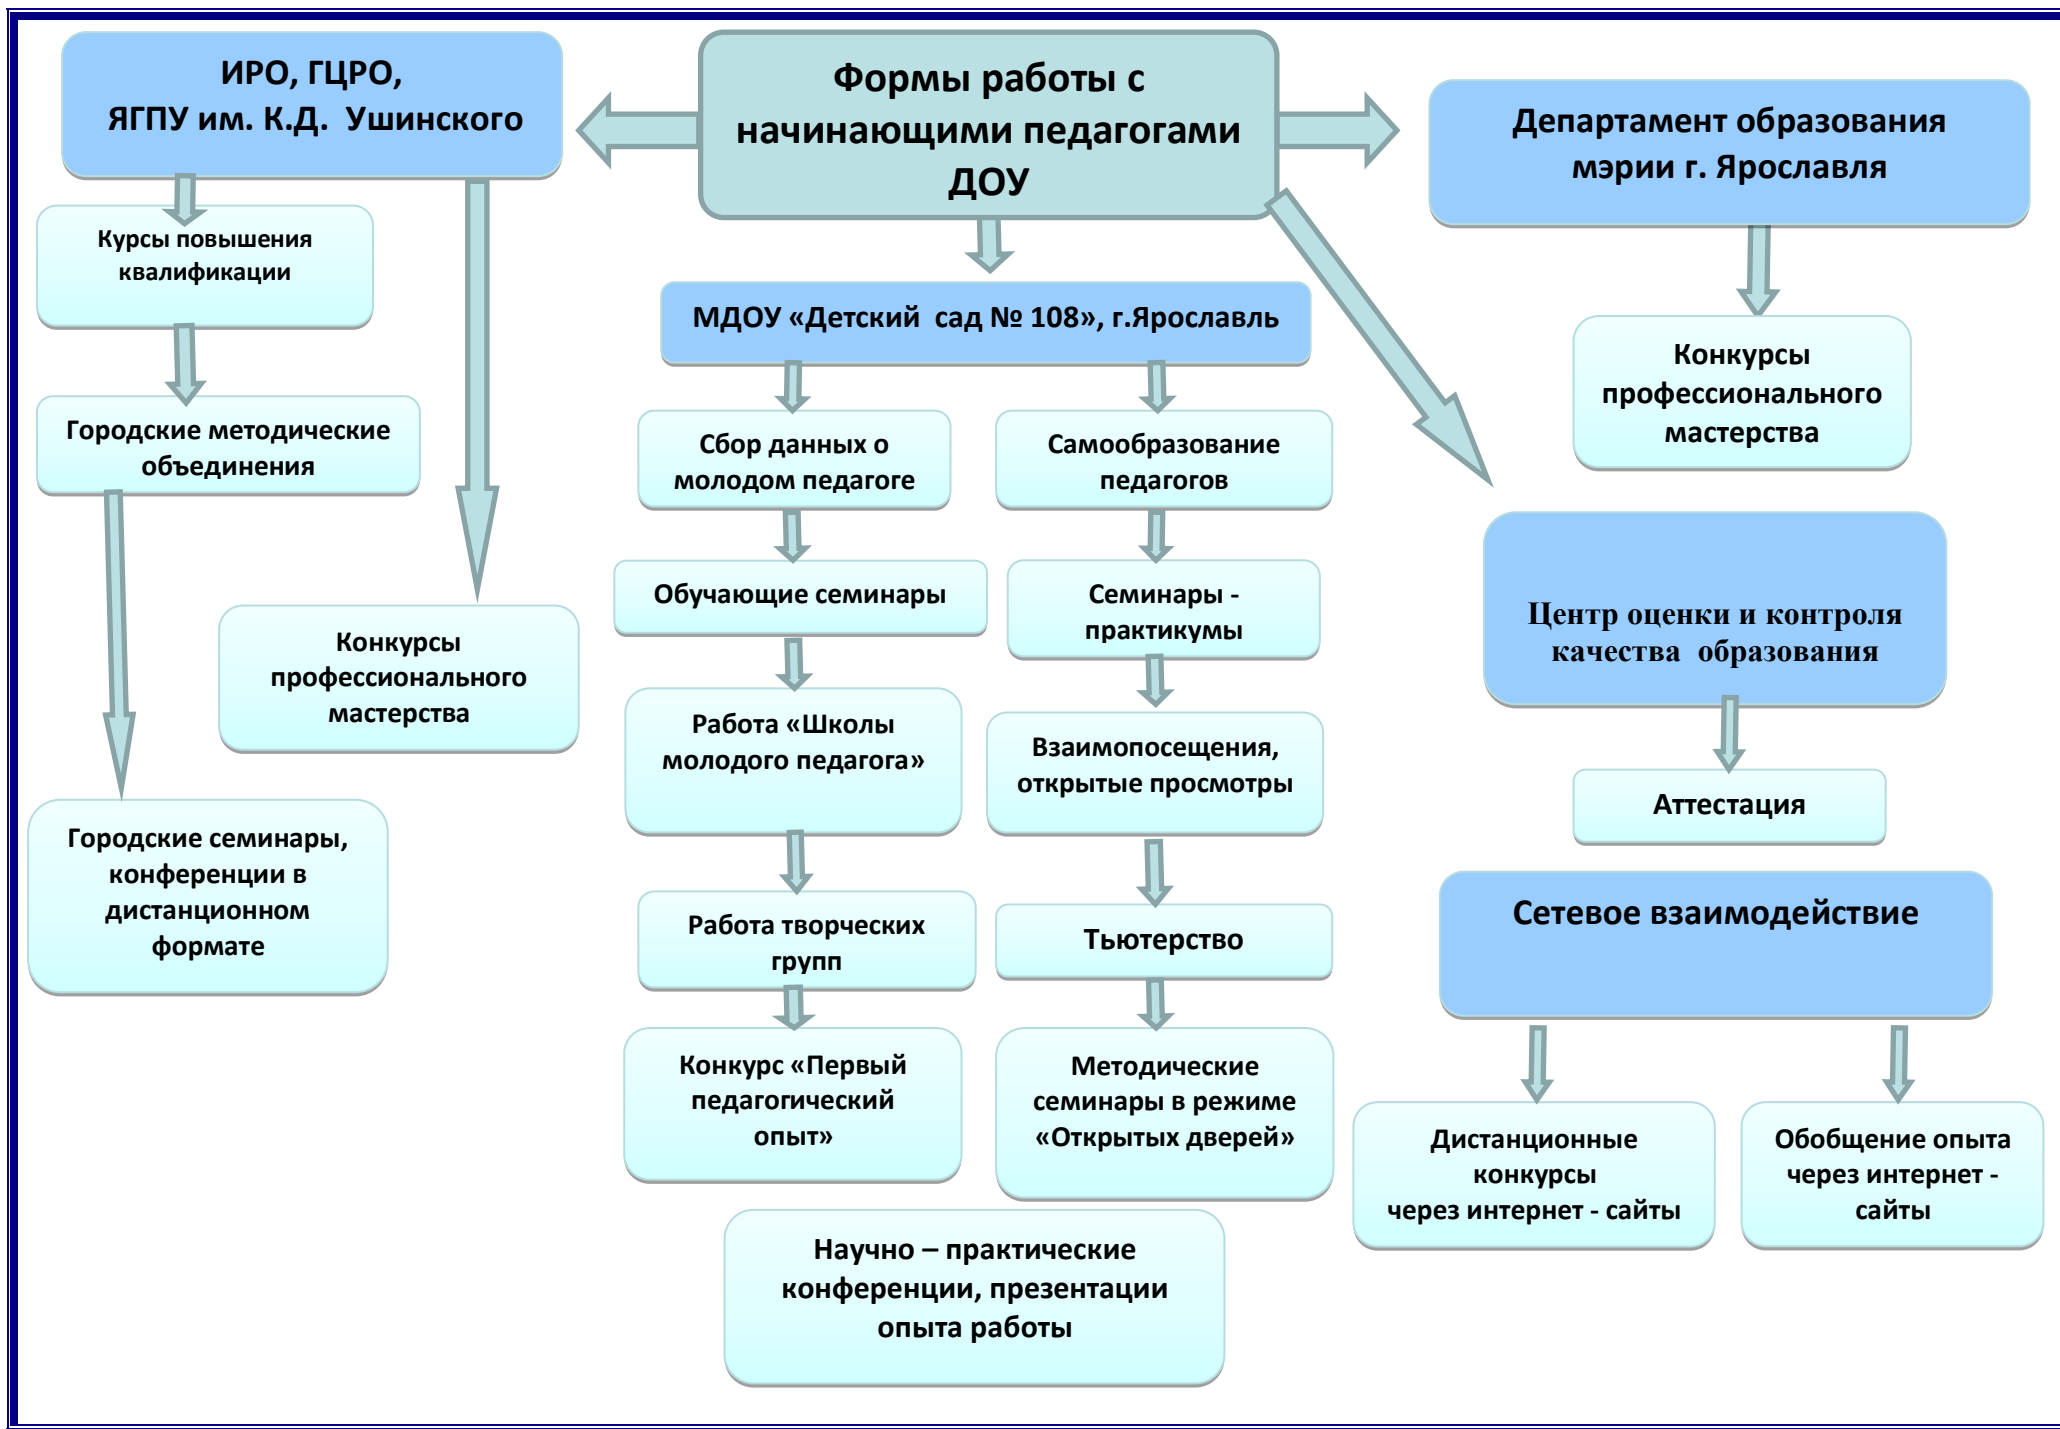 Формы работы с
начинающими педагогами
ДОУ
ИРО, ГЦРО,
ЯГПУ им. К.Д. Ушинского
Курсы повышения
квалификации
Городские методические
объединения
Конкурсы
профессионального
мастерства
Городские семинары,
конференции в
дистанционном
формате
МДОУ «Детский сад № 108», г.Ярославль
Сбор данных о
молодом педагоге
Обучающие семинары
Работа «Школы
молодого педагога»
Работа творческих
групп
Конкурс «Первый
педагогический
опыт»
Самообразование
педагогов
Семинары -
практикумы
Взаимопосещения,
открытые просмотры
Тьютерство
Методические
семинары в режиме
«Открытых дверей»
Научно – практические
конференции, презентации
опыта работы
Департамент образования
мэрии г. Ярославля
Конкурсы
профессионального
мастерства
Центр оценки и контроля
качества образования
Аттестация
Сетевое взаимодействие
Дистанционные
конкурсы
через интернет - сайты
Обобщение опыта
через интернет -
сайты